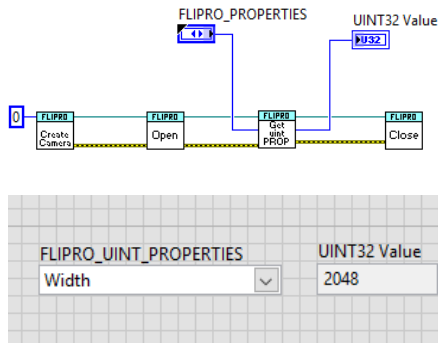 FLIPRO_PROPERTIES
UINT32 Value
U32
0
FLIPRO
Create
Camera
FLIPRO
Open
FLIPRO
Get
uint
PROP
FLIPRO
Close
FLIPRO_UINT_PROPERTIES
UINT32 Value
Width
2048